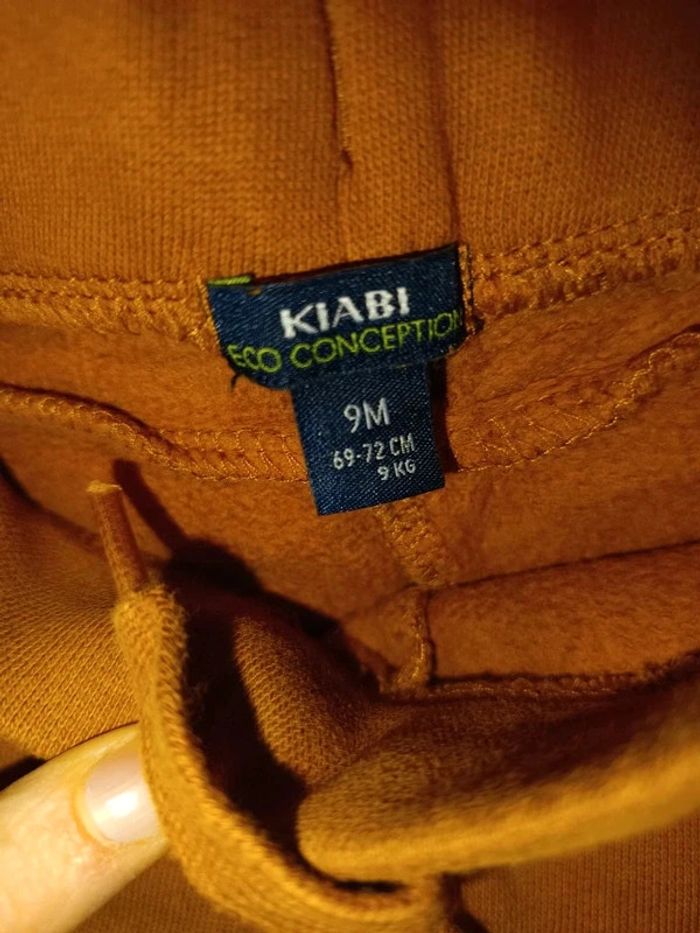 KIABI
ECO CONCEPTION
9M
69-72 CM
9 KG